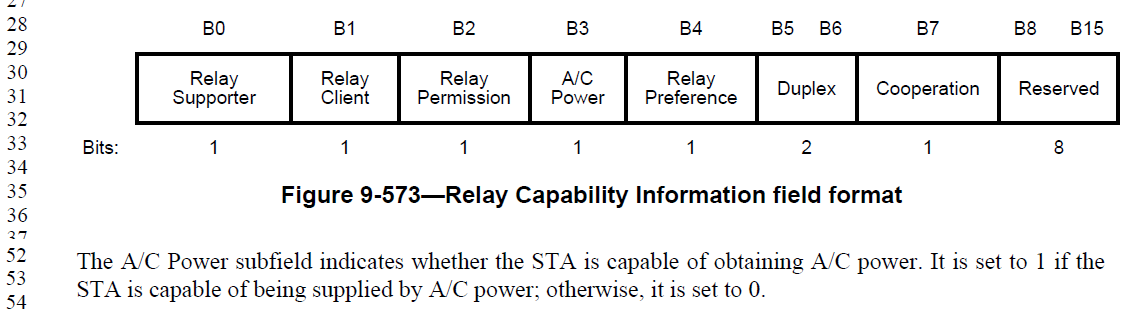 27
28 B0 B1 B2 B3 B4 B5 B6 B7 B8 B15
29
30 Relay Relay Relay A/C Relay
Duplex Cooperation Reserved
31 Supporter Client Permission Power Preference
32
33 Bits: 1 1 1 1 1 2 1 8
34
35 Figure 9-573—Relay Capability Information field format
36
37
52 The A/C Power subfield indicates whether the STA is capable of obtaining A/C power. It is set to 1 if the
53 STA is capable of being supplied by A/C power; otherwise, it is set to 0.
54